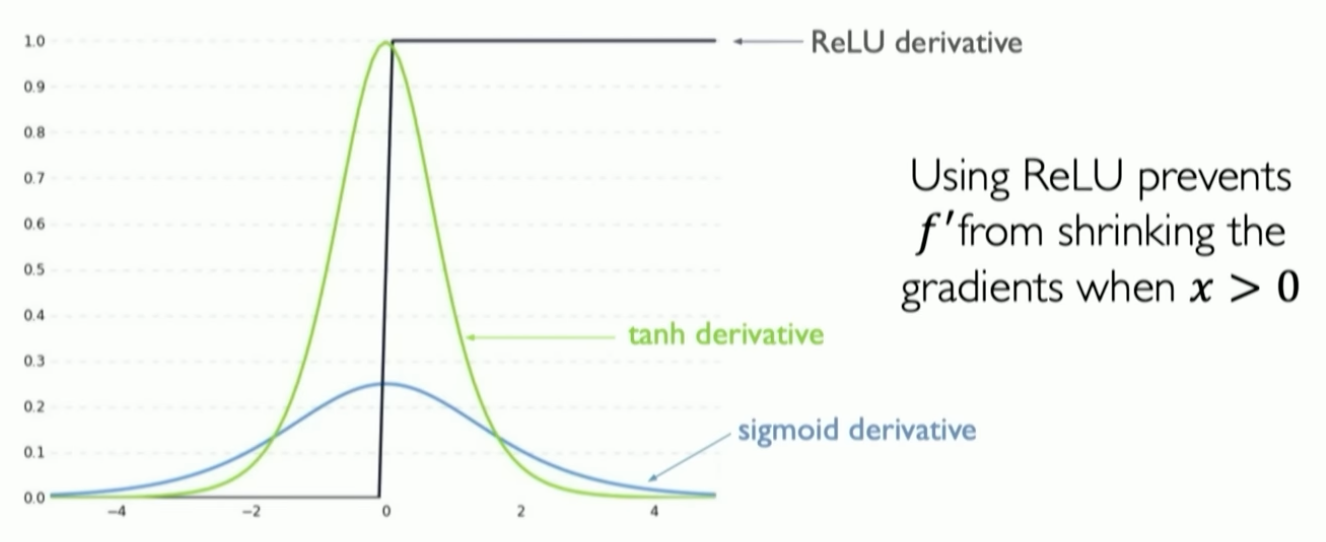 1.0
ReLU derivative
0.9
0.8
0.7
0.6
0.5
0.4
0.3
0.2
0.1
0.0
−4
−2
0
2
4
tanh derivative
sigmoid derivative
Using ReLU prevents
f′ from shrinking the
gradients when x > 0